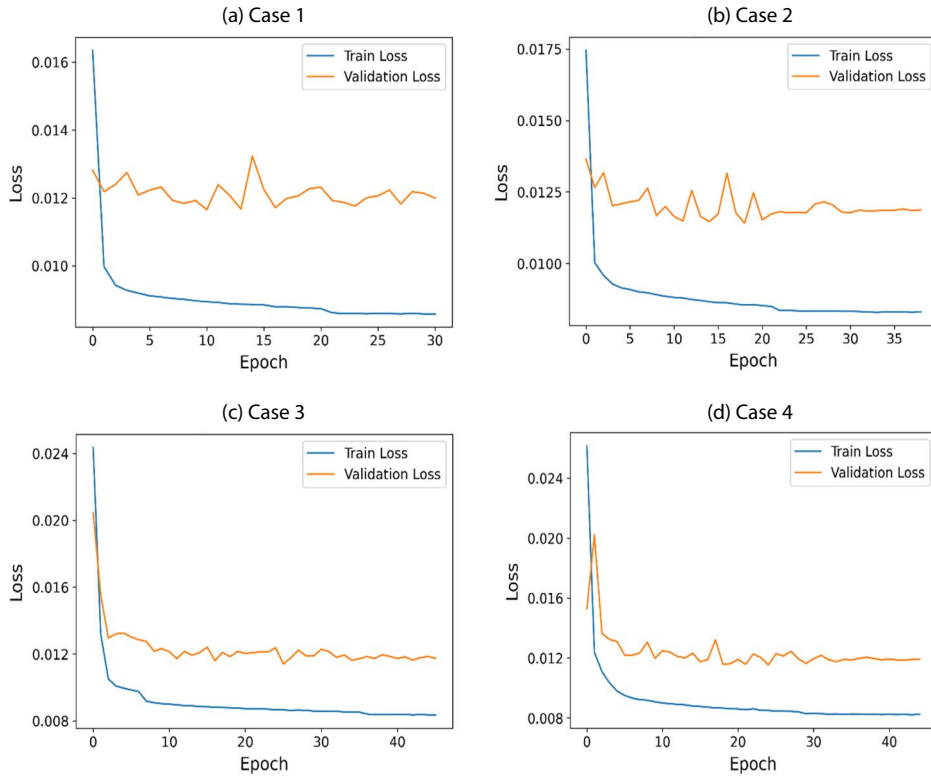 (a) Case 1
Train Loss
Validation Loss
0.016
0.014
0.012
0.010
Loss
0 5 10 15 20 25 30
Epoch
(b) Case 2
Train Loss
Validation Loss
0.0175
0.0150
0.0125
0.0100
Loss
0 5 10 15 20 25 30 35
Epoch
(c) Case 3
Train Loss
Validation Loss
0.024
0.020
0.016
0.012
0.008
Loss
0 10 20 30 40
Epoch
(d) Case 4
Train Loss
Validation Loss
0.024
0.020
0.016
0.012
0.008
Loss
0 10 20 30 40
Epoch